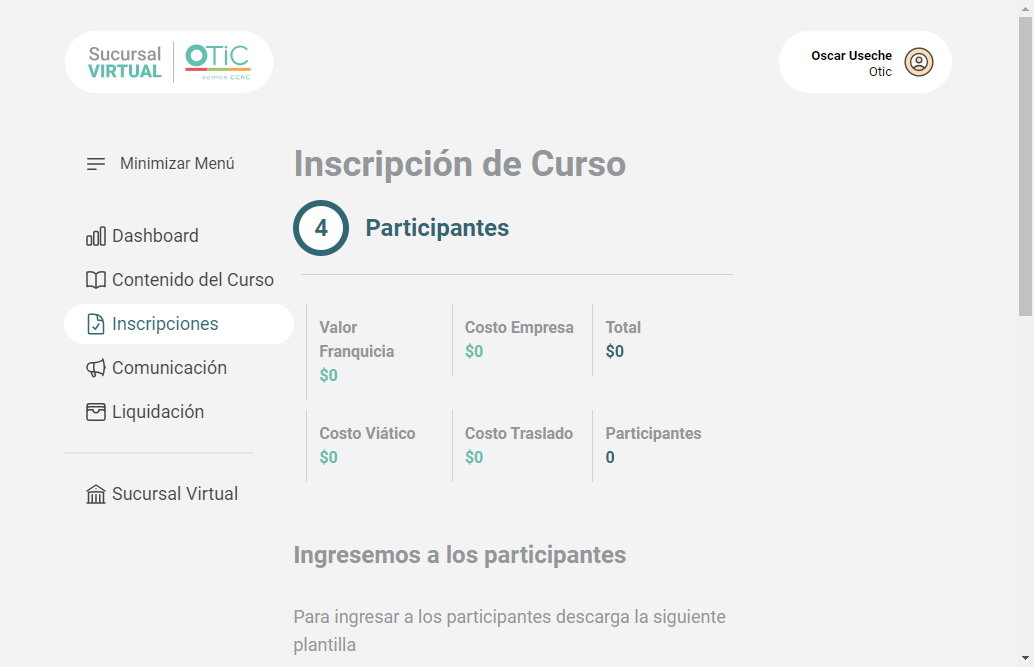 Sucursal
VIRTUAL
OTiC
somos CChC
Oscar Useche
Otic
Minimizar Menú
Dashboard
Contenido del Curso
Inscripciones
Comunicación
Liquidación
Sucursal Virtual
Inscripción de Curso
4 Participantes
Valor
Franquicia
$0
Costo Empresa
$0
Total
$0
Costo Viático
$0
Costo Traslado
$0
Participantes
0
Ingresemos a los participantes
Para ingresar a los participantes descarga la siguiente
plantilla